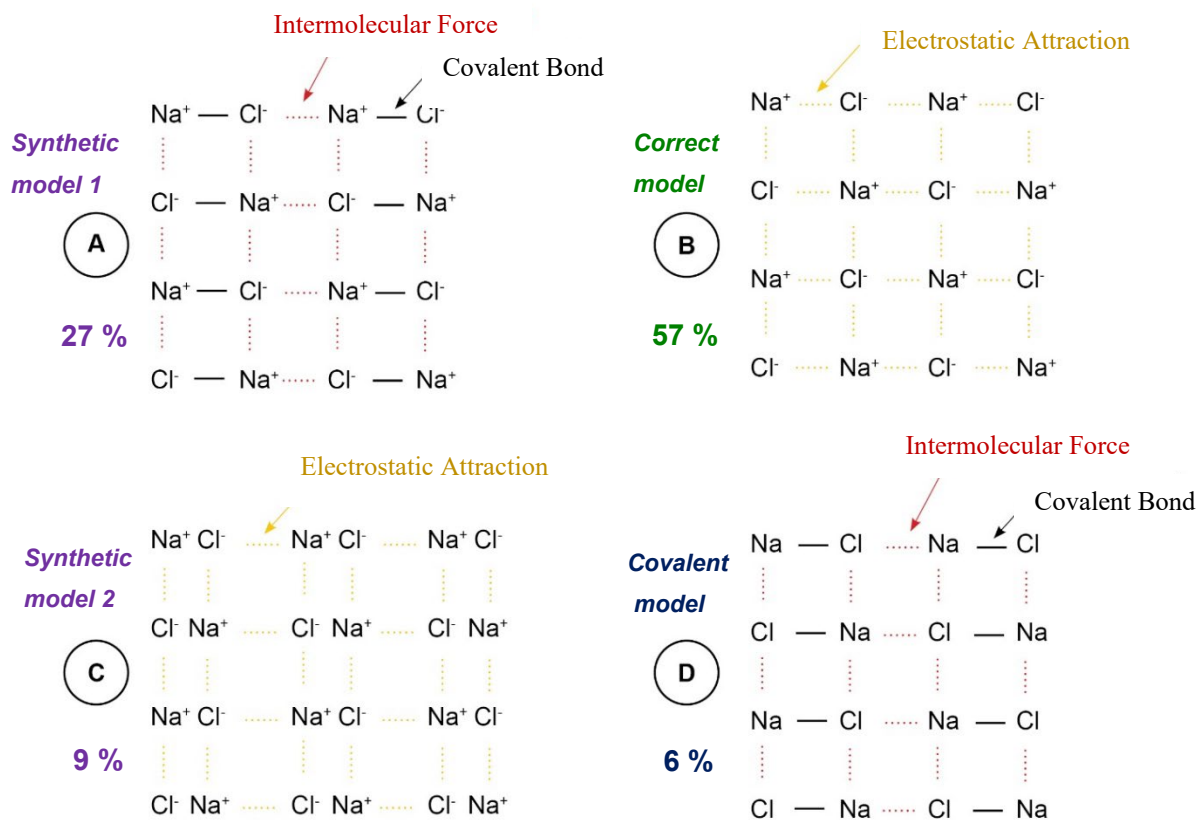 Intermolecular Force
Covalent Bond
Na⁺ Cl⁻ Na⁺ Cl⁻
Synthetic
model 1
Cl⁻ Na⁺ Cl⁻ Na⁺
A
Na⁺ Cl⁻ Na⁺ Cl⁻
27 %
Cl⁻ Na⁺ Cl⁻ Na⁺
Electrostatic Attraction
Na⁺ Cl⁻ Na⁺ Cl⁻
Correct
model
Cl⁻ Na⁺ Cl⁻ Na⁺
B
Na⁺ Cl⁻ Na⁺ Cl⁻
57 %
Cl⁻ Na⁺ Cl⁻ Na⁺
Electrostatic Attraction
Na⁺ Cl⁻ Na⁺ Cl⁻ Na⁺ Cl⁻
Synthetic
model 2
Cl⁻ Na⁺ Cl⁻ Na⁺ Cl⁻ Na⁺
C
Na⁺ Cl⁻ Na⁺ Cl⁻ Na⁺ Cl⁻
9 %
Cl⁻ Na⁺ Cl⁻ Na⁺ Cl⁻ Na⁺
Intermolecular Force
Covalent Bond
Na Cl Na Cl
Covalent
model
Cl Na Cl Na
D
Na Cl Na Cl
6 %
Cl Na Cl Na